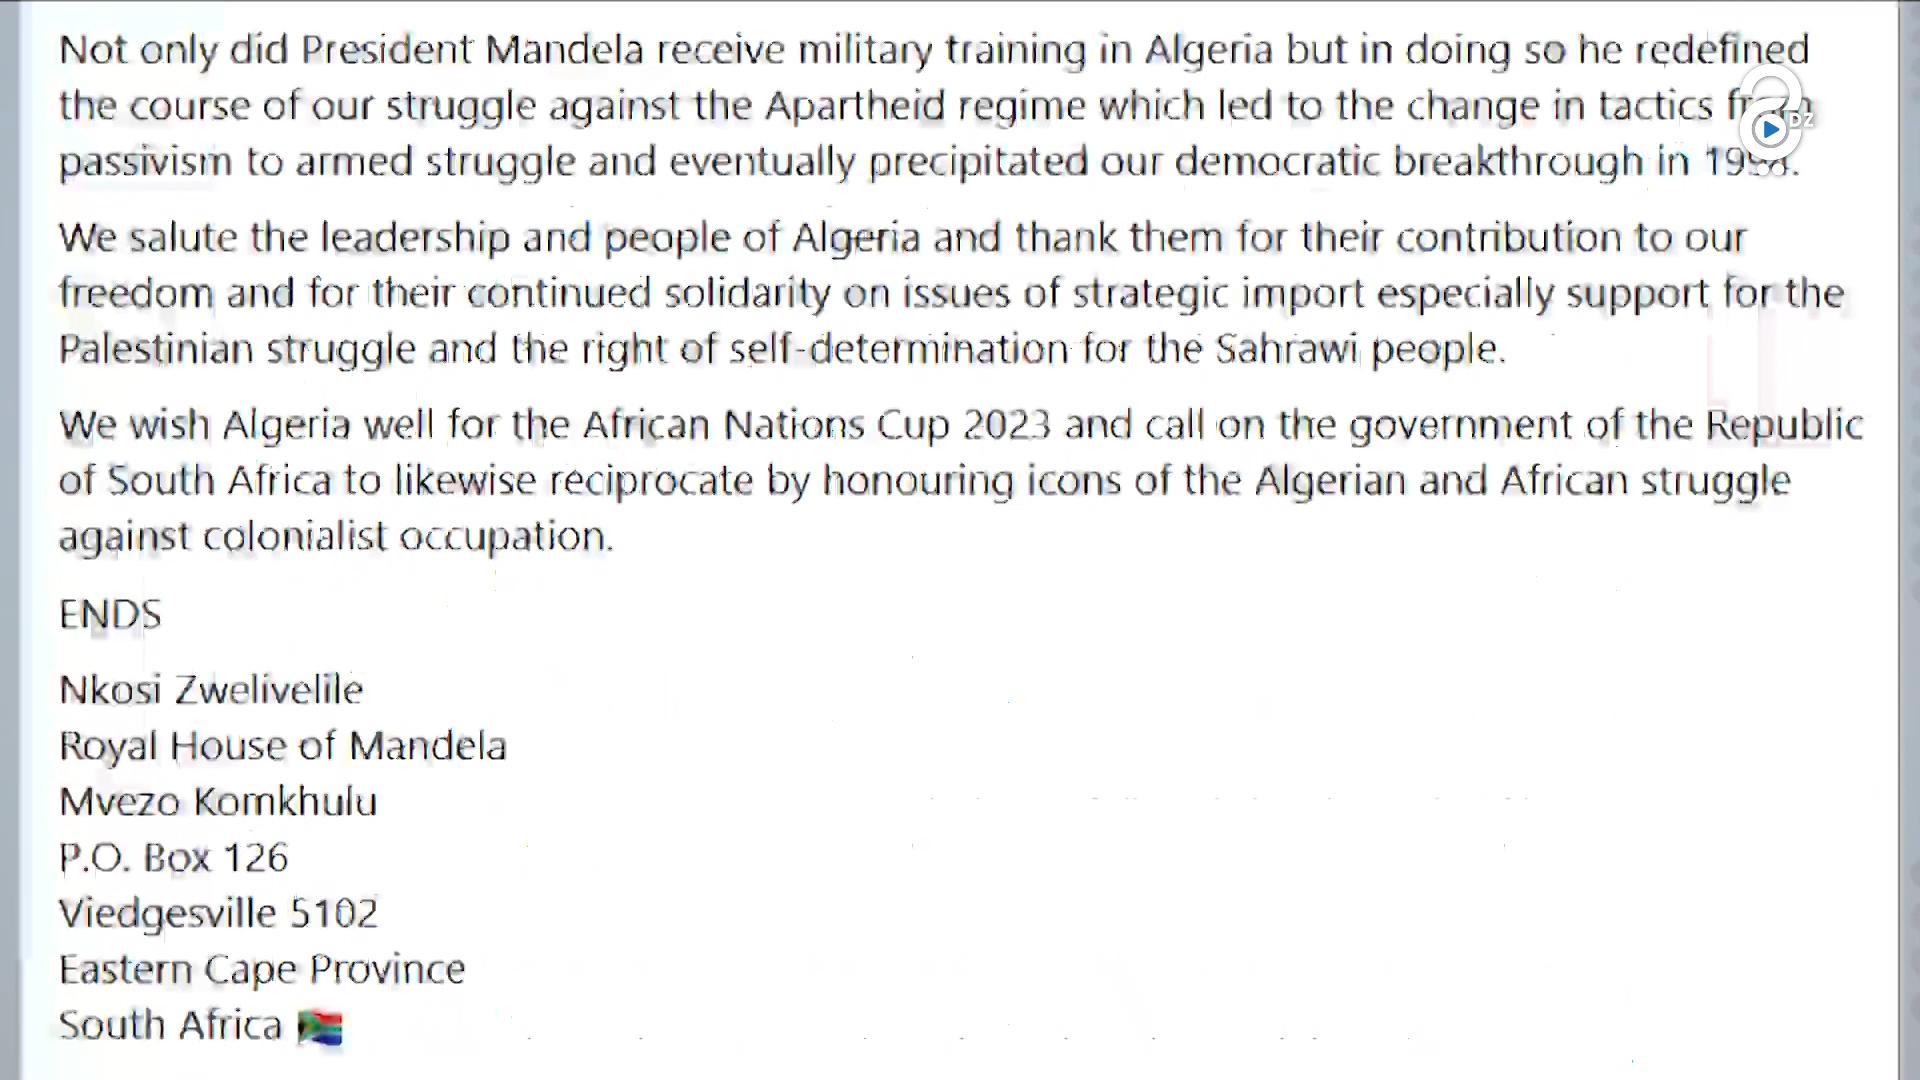 Not only did President Mandela receive military training in Algeria but in doing so he redefined
the course of our struggle against the Apartheid regime which led to the change in tactics from
passivism to armed struggle and eventually precipitated our democratic breakthrough in
We salute the leadership and people of Algeria and thank them for their contribution to our
freedom and for their continued solidarity on issues of strategic import especially support for the
Palestinian struggle and the right of self-determination for the Sahrawi people.
We wish Algeria well for the African Nations Cup 2023 and call on the government of the Republic
of South Africa to likewise reciprocate by honouring icons of the Algerian and African struggle
against colonialist occupation.
ENDS
Nkosi Zwelivelile
Royal House of Mandela
Mvezo Komkhulu
P.O. Box 126
Viedgesville 5102
Eastern Cape Province
South Africa 🇿🇦
DZ